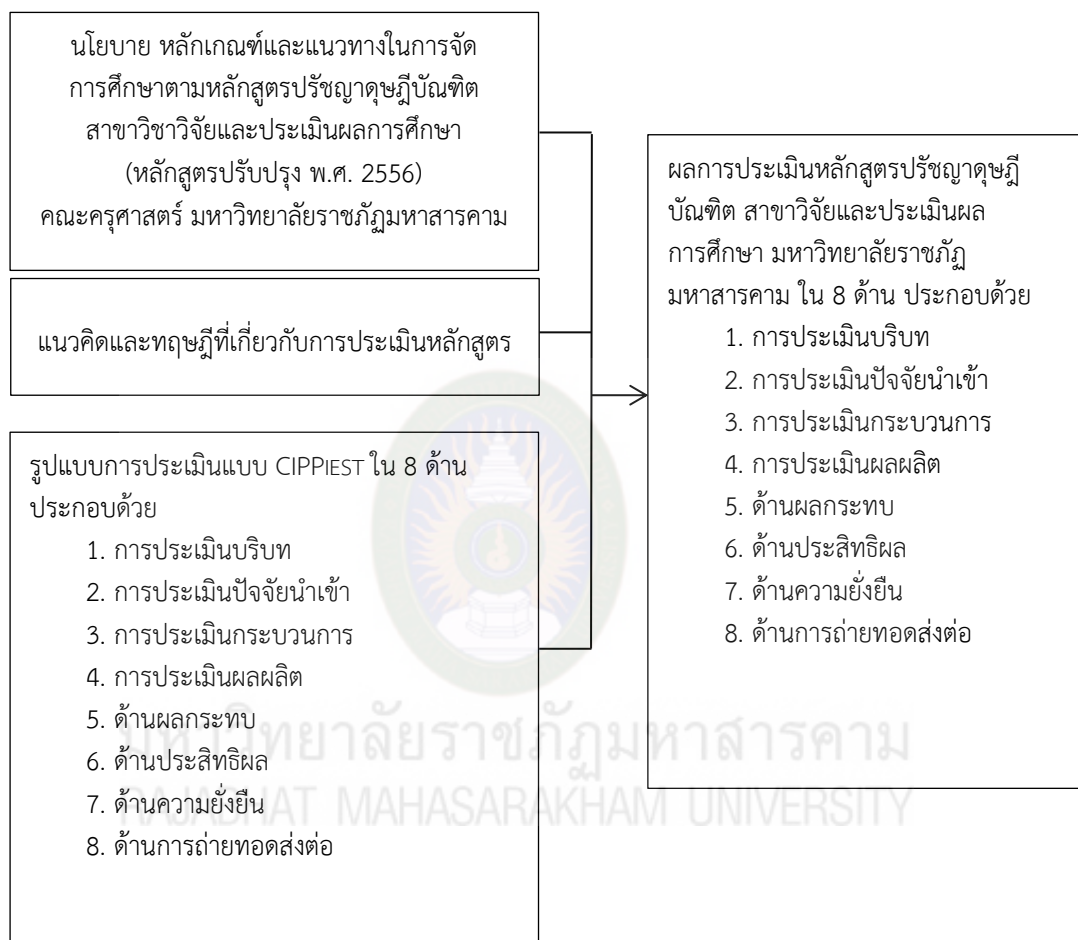 นโยบาย หลักเกณฑ์และแนวทางในการจัด
การศึกษาตามหลักสูตรปรัชญาดุษฎีบัณฑิต
สาขาวิชาวิจัยและประเมินผลการศึกษา
(หลักสูตรปรับปรุง พ.ศ. 2556)
คณะครุศาสตร์ มหาวิทยาลัยราชภัฏมหาสารคาม
แนวคิดและทฤษฎีที่เกี่ยวกับการประเมินหลักสูตร
รูปแบบการประเมินแบบ CIPPIEST ใน 8 ด้าน
ประกอบด้วย
1. การประเมินบริบท
2. การประเมินปัจจัยนำเข้า
3. การประเมินกระบวนการ
4. การประเมินผลผลิต
5. ด้านผลกระทบ
6. ด้านประสิทธิผล
7. ด้านความยั่งยืน
8. ด้านการถ่ายทอดส่งต่อ
ผลการประเมินหลักสูตรปรัชญาดุษฎี
บัณฑิต สาขาวิจัยและประเมินผล
การศึกษา มหาวิทยาลัยราชภัฏ
มหาสารคาม ใน 8 ด้าน ประกอบด้วย
1. การประเมินบริบท
2. การประเมินปัจจัยนำเข้า
3. การประเมินกระบวนการ
4. การประเมินผลผลิต
5. ด้านผลกระทบ
6. ด้านประสิทธิผล
7. ด้านความยั่งยืน
8. ด้านการถ่ายทอดส่งต่อ
มหาวิทยาลัยราชภัฏมหาสารคาม
RAJABHAT MAHASARAKHAM UNIVERSITY